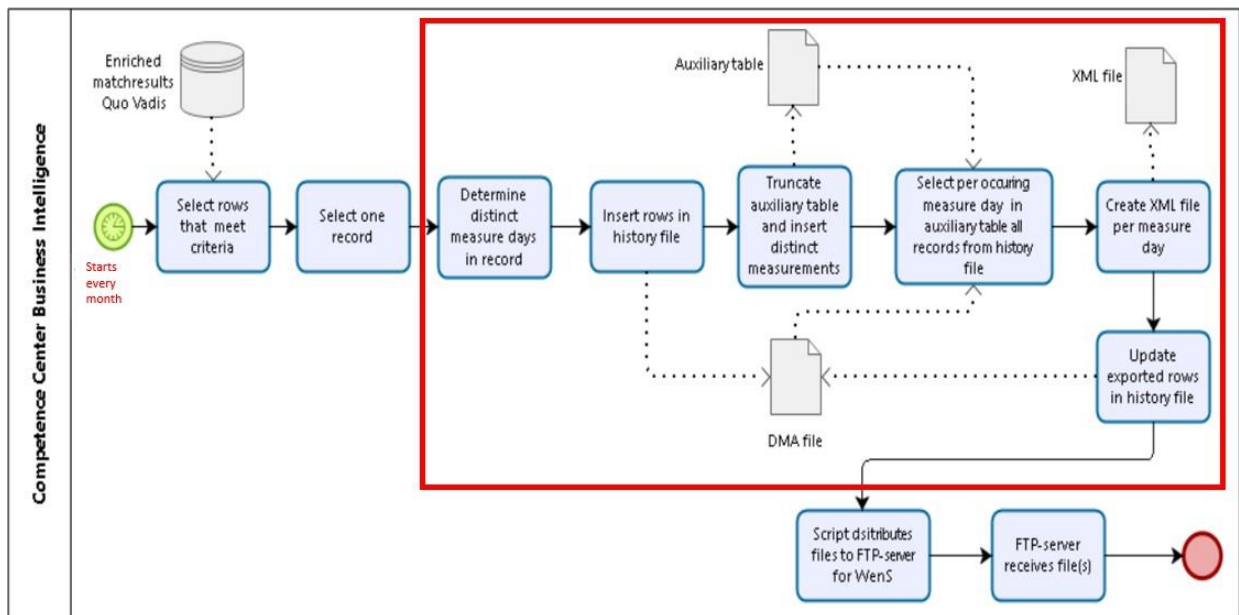 Competence Center Business Intelligence
Enriched
matchresults
Quo Vadis
Auxiliary table
XML file
Starts
every
month
Select rows
that meet
criteria
Select one
record
Determine
distinct
measure days
in record
Insert rows in
history file
Truncate
auxiliary table
and insert
distinct
measurements
Select per occuring
measure day in
auxiliary table all
records from history
file
Create XML file
per measure
day
Update
exported rows
in history file
DMA file
Script dsitributes
files to FTP-server
for WenS
FTP-server
receives file(s)